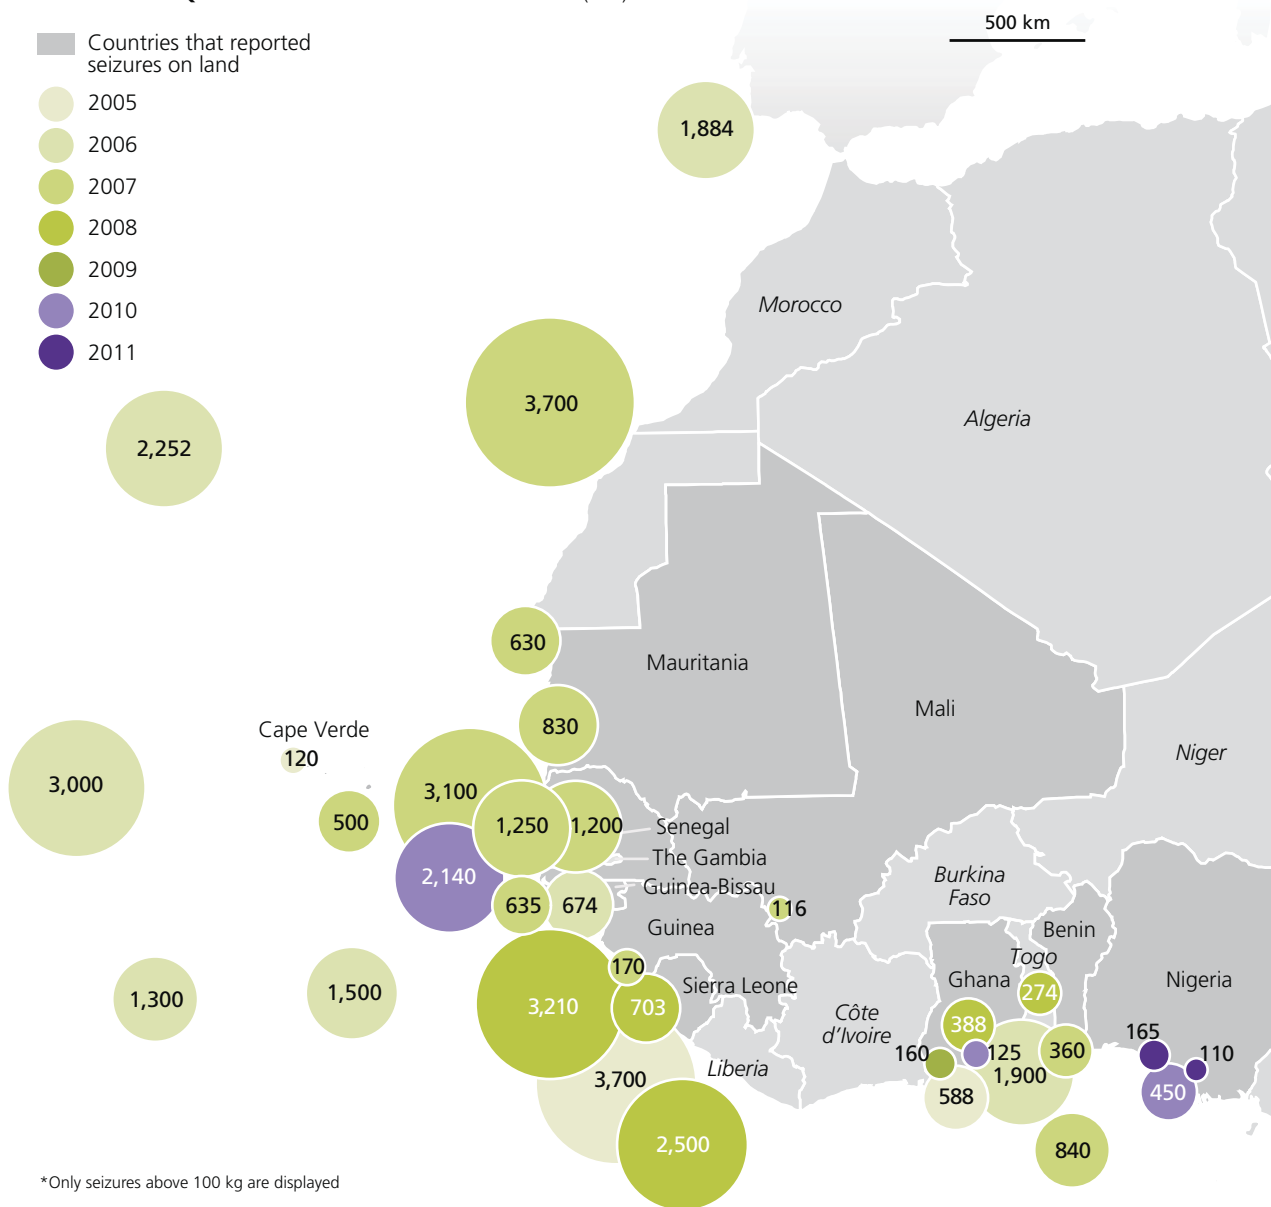 500 km
Countries that reported
seizures on land
2005
2006
2007
2008
2009
2010
2011
1,884
Morocco
3,700
Algeria
2,252
630
Mauritania
Mali
830
Cape Verde
120
Niger
3,000
3,100
500
1,250
1,200
Senegal
The Gambia
2,140
Guinea-Bissau
Burkina
Faso
635
674
116
Guinea
Benin
Togo
170
Ghana
Nigeria
Sierra Leone
274
1,300
1,500
3,210
703
Côte
d'Ivoire
388
165
160
125
360
110
Liberia
3,700
1,900
588
450
2,500
840
*Only seizures above 100 kg are displayed